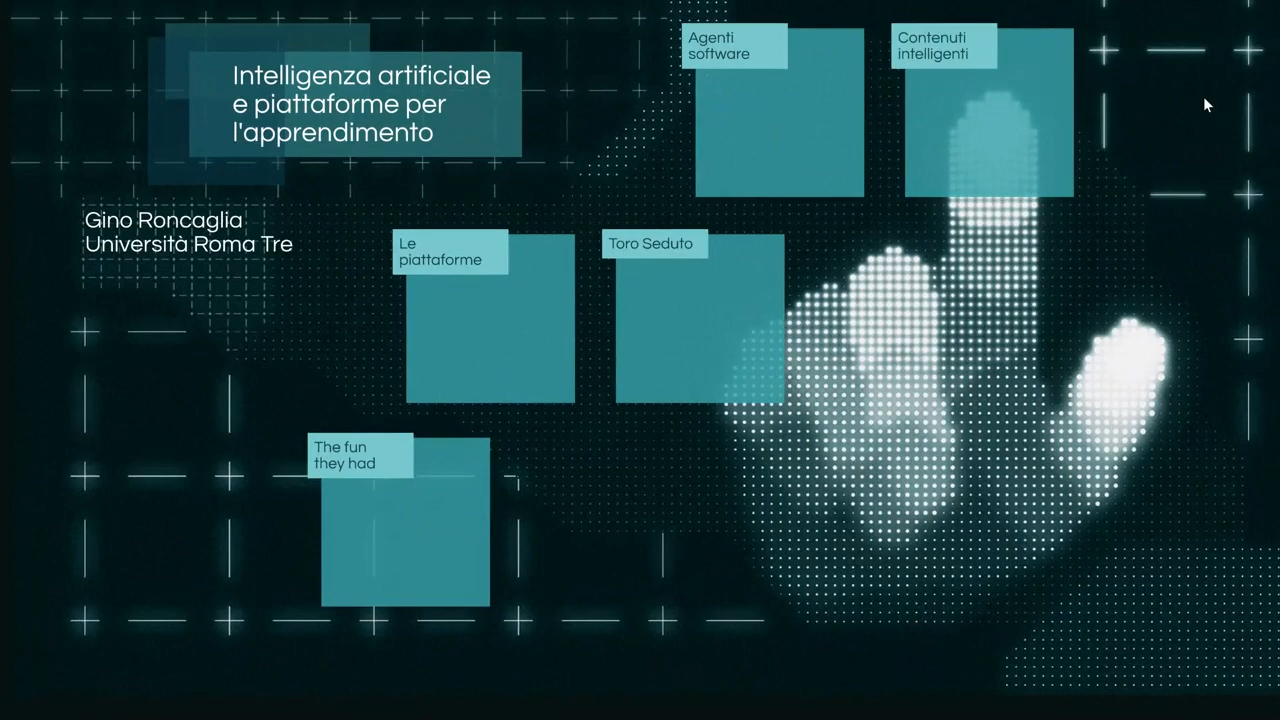 Intelligenza artificiale
e piattaforme per
l'apprendimento
Gino Roncaglia
Università Roma Tre
Agenti
software
Contenuti
intelligenti
Le
piattaforme
Toro Seduto
The fun
they had